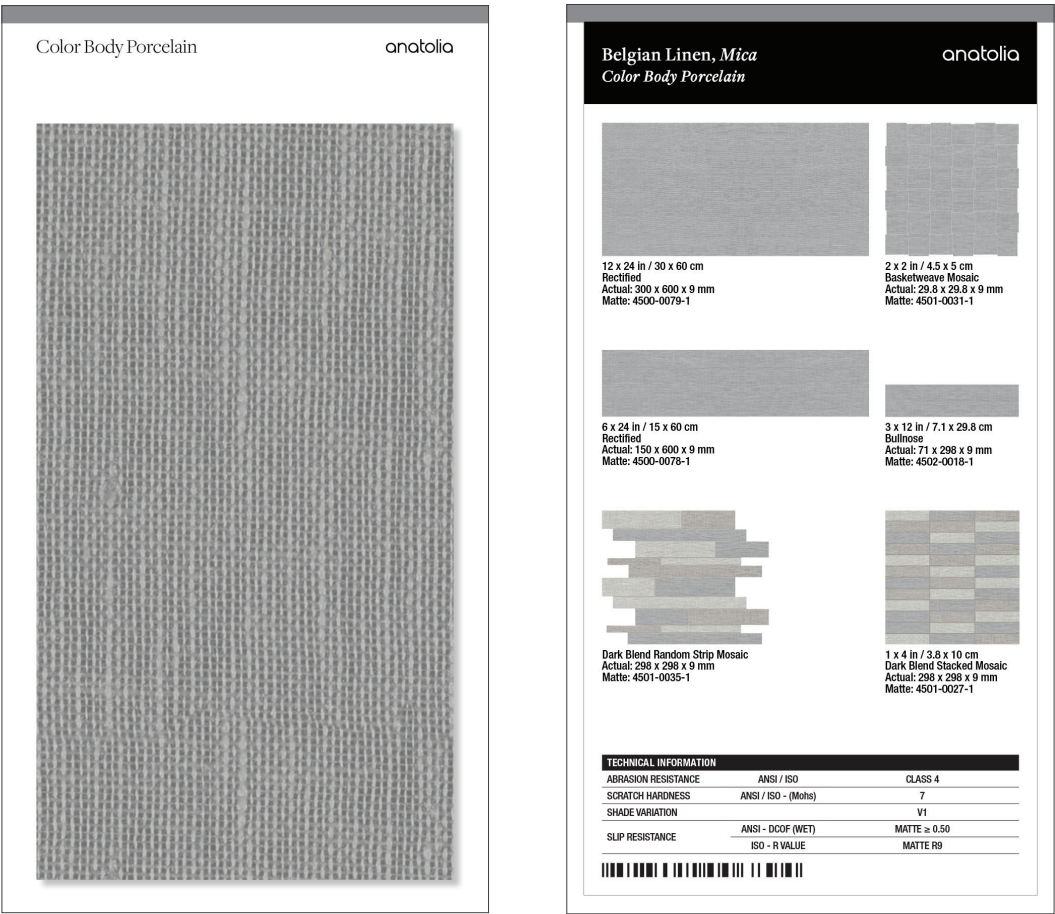 Color Body Porcelain
anatolia
Belgian Linen, Mica
Color Body Porcelain
anatolia
12 x 24 in / 30 x 60 cm
Rectified
Actual: 300 x 600 x 9 mm
Matte: 4500-0079-1
2 x 2 in / 4.5 x 5 cm
Basketweave Mosaic
Actual: 29.8 x 29.8 x 9 mm
Matte: 4501-0031-1
6 x 24 in / 15 x 60 cm
Rectified
Actual: 150 x 600 x 9 mm
Matte: 4500-0078-1
3 x 12 in / 7.1 x 29.8 cm
Bullnose
Actual: 71 x 298 x 9 mm
Matte: 4502-0018-1
Dark Blend Random Strip Mosaic
Actual: 298 x 298 x 9 mm
Matte: 4501-0035-1
1 x 4 in / 3.8 x 10 cm
Dark Blend Stacked Mosaic
Actual: 298 x 298 x 9 mm
Matte: 4501-0027-1
TECHNICAL INFORMATION
ABRASION RESISTANCE ANSI / ISO CLASS 4
SCRATCH HARDNESS ANSI / ISO - (Mohs) 7
SHADE VARIATION V1
SLIP RESISTANCE ANSI - DCOF (WET) MATTE ≥ 0.50
ISO - R VALUE MATTE R9